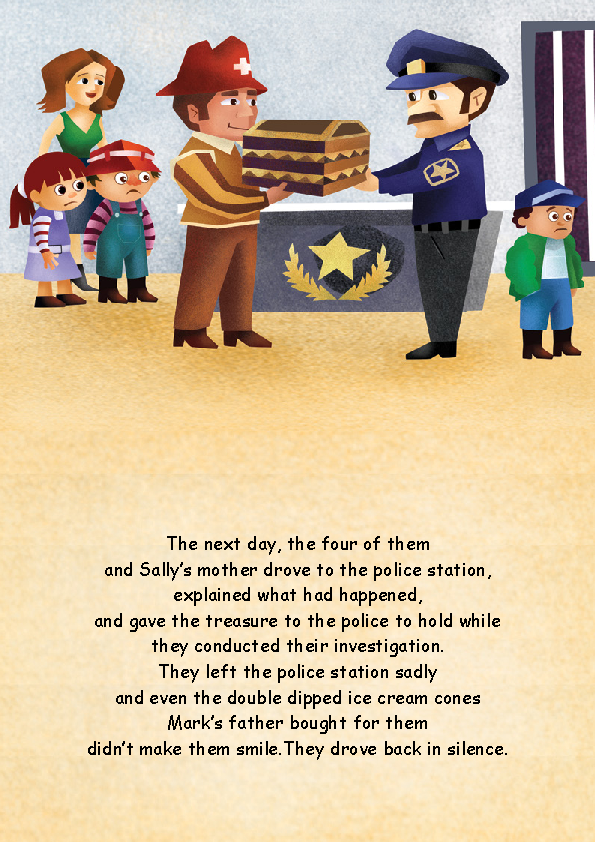 The next day, the four of them
and Sally's mother drove to the police station,
explained what had happened,
and gave the treasure to the police to hold while
they conducted their investigation.
They left the police station sadly
and even the double dipped ice cream cones
Mark's father bought for them
didn't make them smile.They drove back in silence.